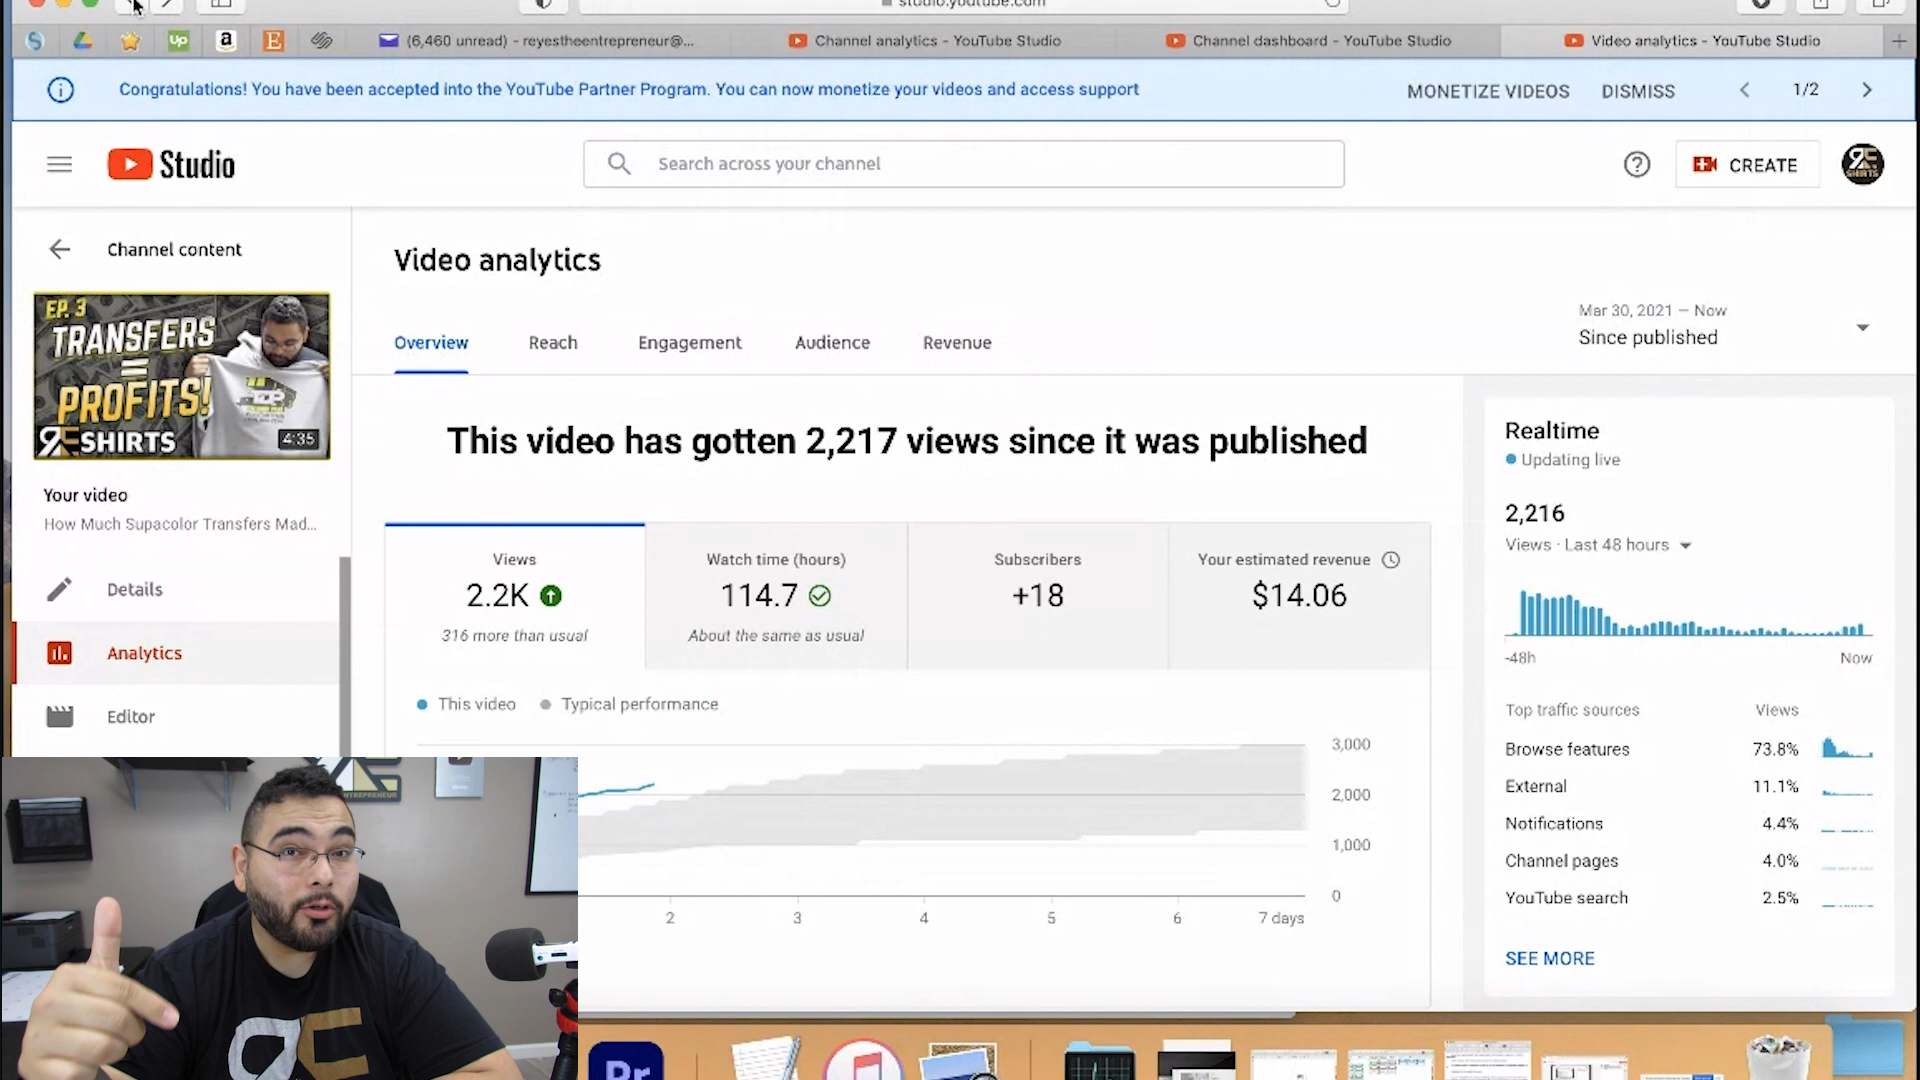 studio.youtube.com
up
a
E
(6,460 unread) - reyestheentrepreneur@...
Channel analytics - YouTube Studio
Channel dashboard - YouTube Studio
Video analytics - YouTube Studio
Congratulations! You have been accepted into the YouTube Partner Program. You can now monetize your videos and access support
MONETIZE VIDEOS
DISMISS
1/2
Studio
Search across your channel
CREATE
Channel content
EP. 3
TRANSFERS
=
PROFITS!
SHIRTS
4:35
Your video
How Much Supacolor Transfers Mad...
Details
Analytics
Editor
Video analytics
Overview
Reach
Engagement
Audience
Revenue
Mar 30, 2021 – Now
Since published
This video has gotten 2,217 views since it was published
Views
2.2K
316 more than usual
Watch time (hours)
114.7
About the same as usual
Subscribers
+18
Your estimated revenue
$14.06
This video
Typical performance
3,000
2,000
1,000
0
2
3
4
5
6
7 days
Realtime
Updating live
2,216
Views · Last 48 hours
-48h
Now
Top traffic sources
Views
Browse features
73.8%
External
11.1%
Notifications
4.4%
Channel pages
4.0%
YouTube search
2.5%
SEE MORE
Pr